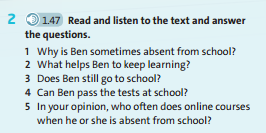 2 1.47 Read and listen to the text and answer
the questions.
1 Why is Ben sometimes absent from school?
2 What helps Ben to keep learning?
3 Does Ben still go to school?
4 Can Ben pass the tests at school?
5 In your opinion, who often does online courses
when he or she is absent from school?